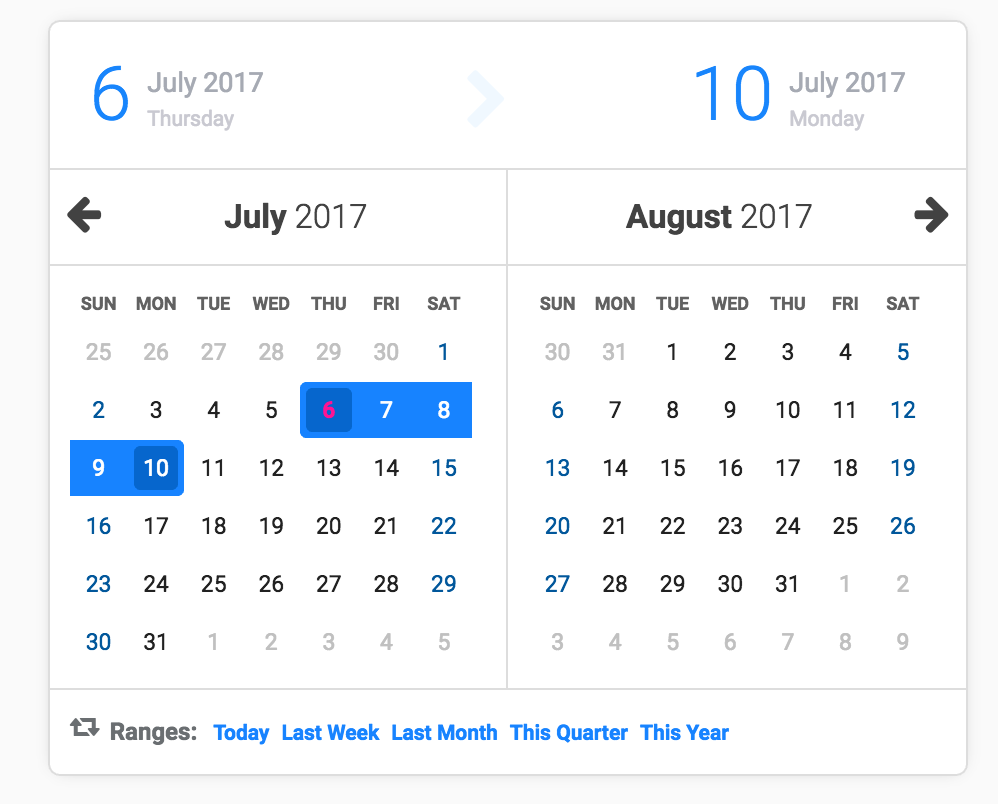 6 July 2017 10 July 2017
Thursday Monday
July 2017 August 2017
SUN MON TUE WED THU FRI SAT SUN MON TUE WED THU FRI SAT
25 26 27 28 29 30 1 30 31 1 2 3 4 5
2 3 4 5 6 7 8 6 7 8 9 10 11 12
9 10 11 12 13 14 15 13 14 15 16 17 18 19
16 17 18 19 20 21 22 20 21 22 23 24 25 26
23 24 25 26 27 28 29 27 28 29 30 31 1 2
30 31 1 2 3 4 5 3 4 5 6 7 8 9
Ranges: Today Last Week Last Month This Quarter This Year